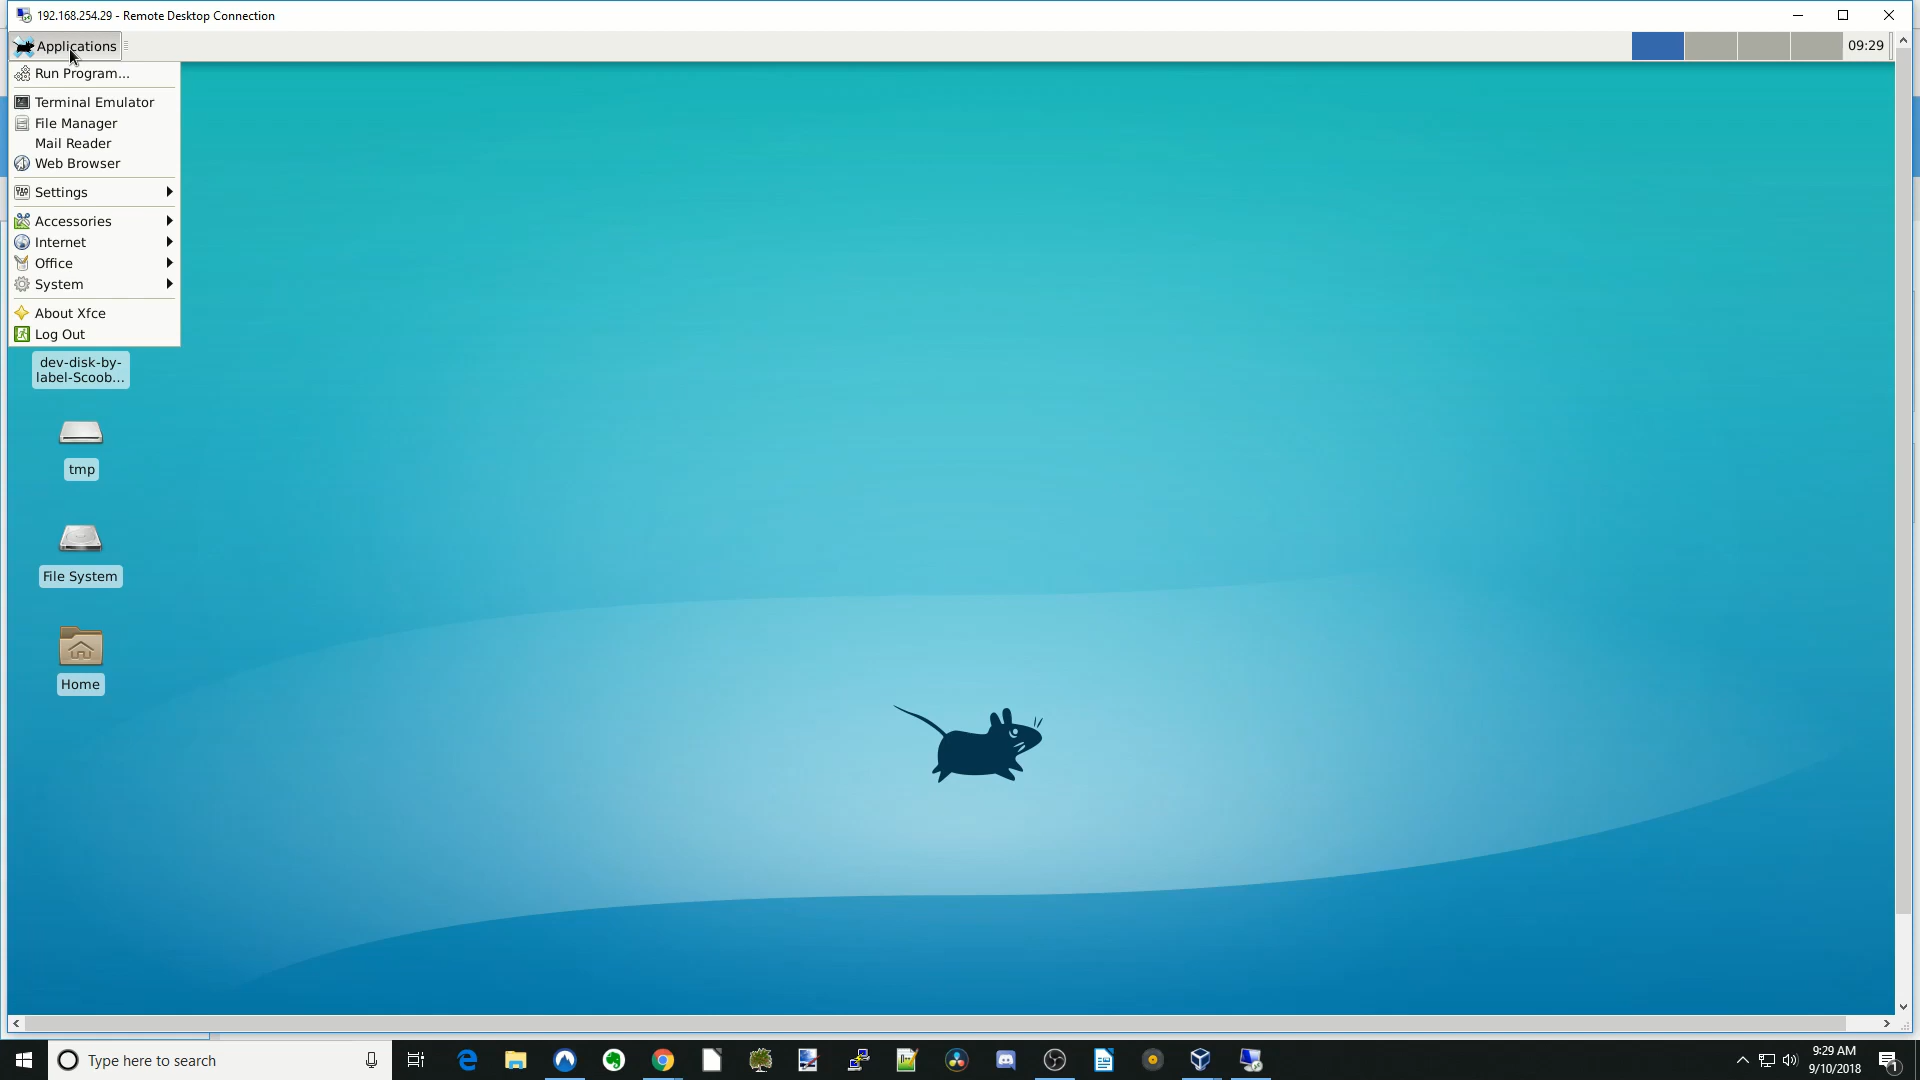 192.168.254.29 - Remote Desktop Connection
Applications
09:29
Run Program...
Terminal Emulator
File Manager
Mail Reader
Web Browser
Settings
Accessories
Internet
Office
System
About Xfce
Log Out
dev-disk-by-
label-Scoob...
tmp
File System
Home
Type here to search
9:29 AM
9/10/2018
1